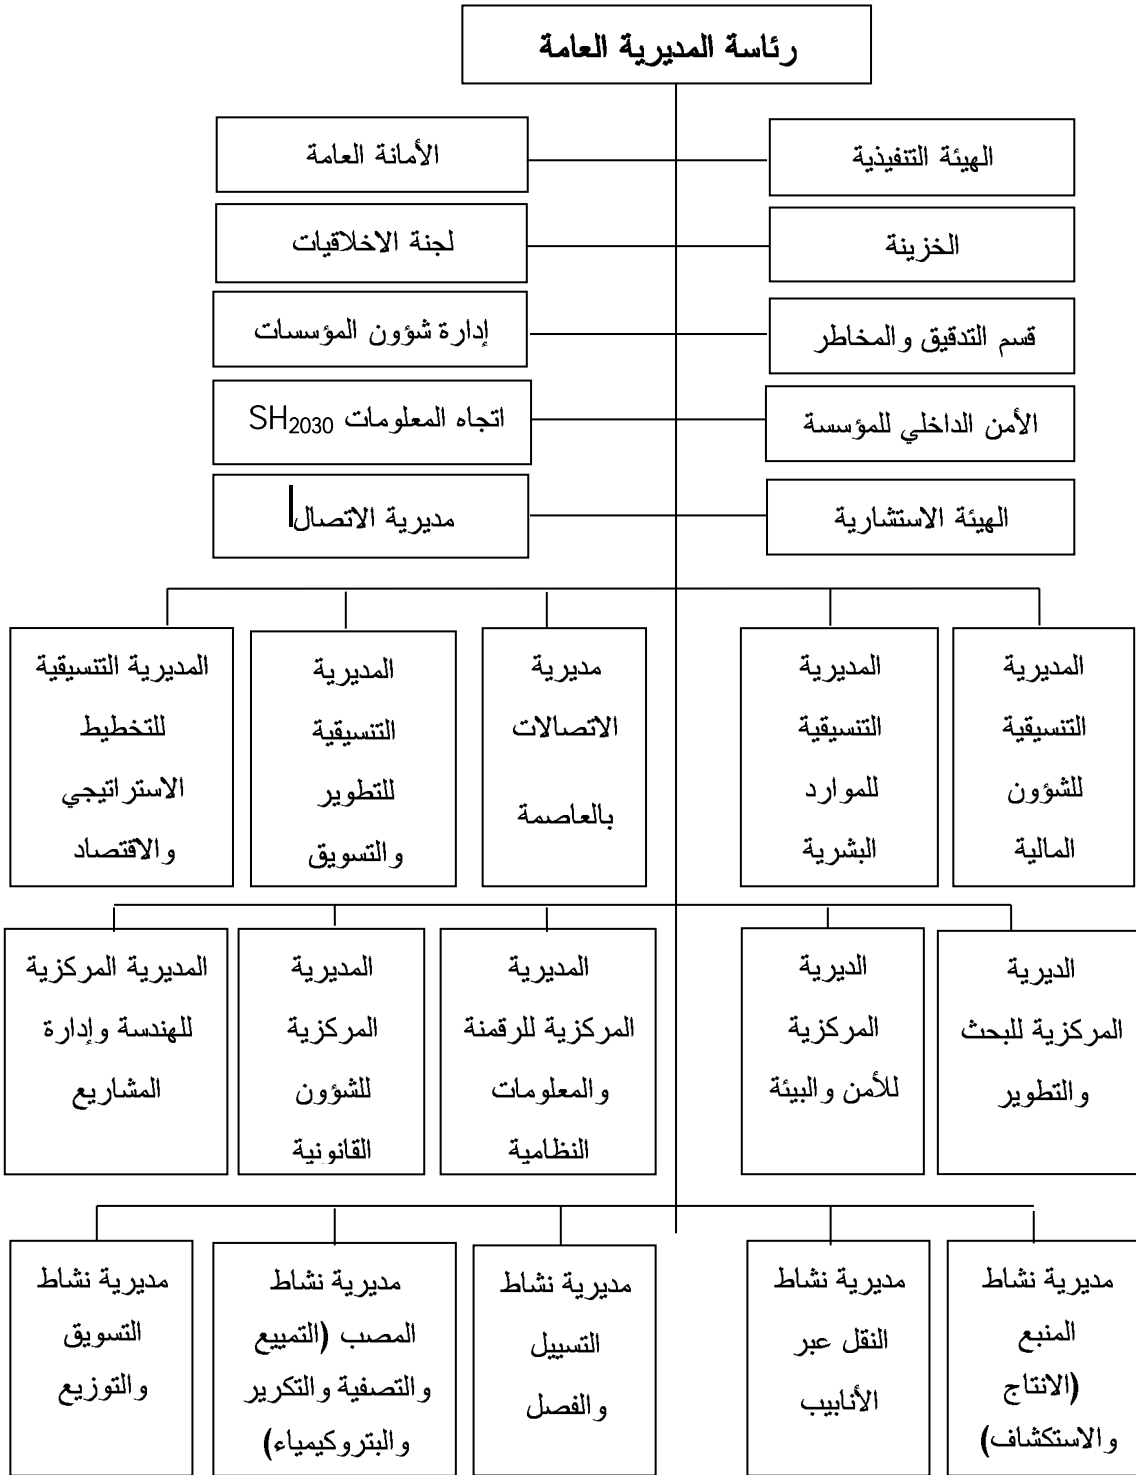 رئاسة المديرية العامة
الهيئة التنفيذية
الأمانة العامة
الخزينة
لجنة الاخلاقيات
قسم التدقيق والمخاطر
إدارة شؤون المؤسسات
الأمن الداخلي للمؤسسة
اتجاه المعلومات SH2030
الهيئة الاستشارية
مديرية الاتصال
المديرية
التنسيقية
للشؤون
المالية
المديرية
التنسيقية
للموارد
البشرية
مديرية
الاتصالات
بالعاصمة
المديرية
التنسيقية
للتطوير
والتسويق
المديرية التنسيقية
للتخطيط
الاستراتيجي
والاقتصاد
الديرية
المركزية للبحث
والتطوير
الديرية
المركزية
للأمن والبيئة
المديرية
المركزية للرقمنة
والمعلومات
النظامية
المديرية
المركزية
للشؤون
القانونية
المديرية المركزية
للهندسة وإدارة
المشاريع
مديرية نشاط
المنبع
(الانتاج
والاستكشاف)
مديرية نشاط
النقل عبر
الأنابيب
مديرية نشاط
التسييل
والفصل
مديرية نشاط
المصب (التمييع
والتصفية والتكرير
والبتروكيمياء)
مديرية نشاط
التسويق
والتوزيع